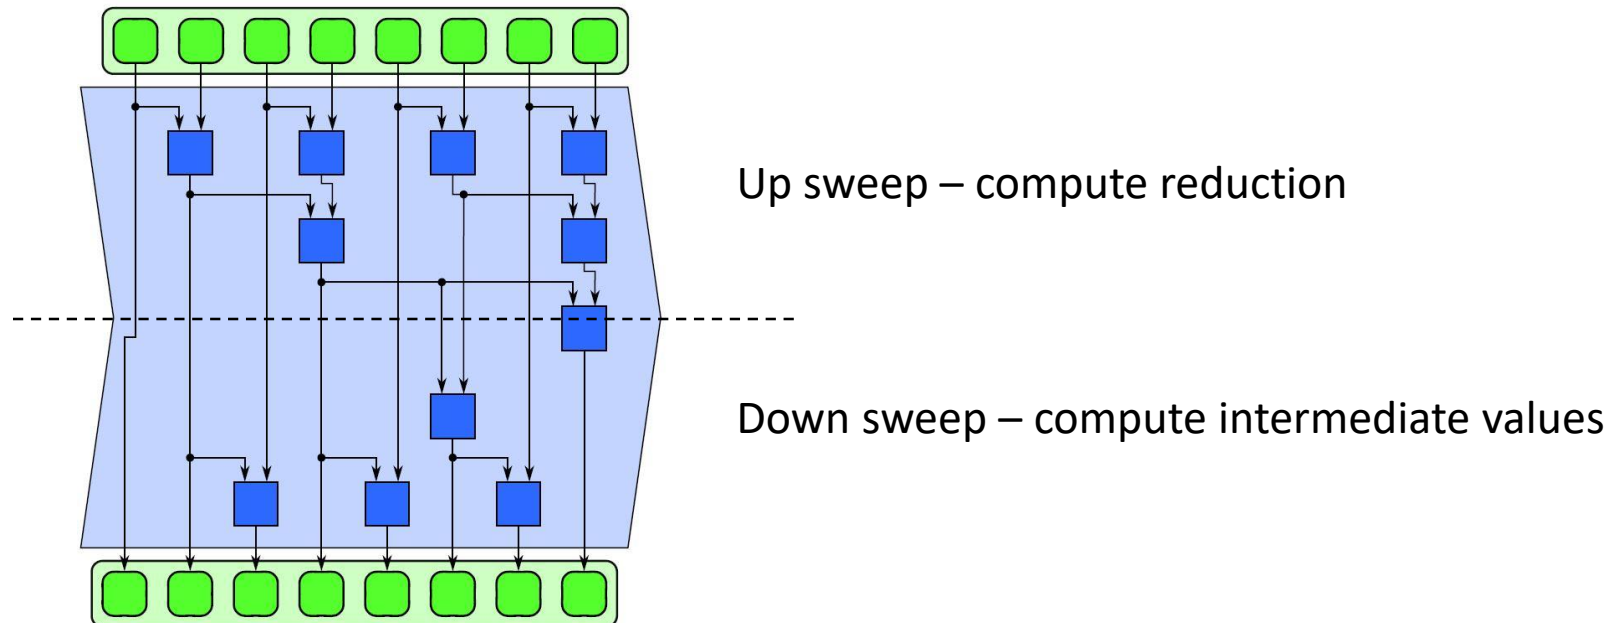 Up sweep – compute reduction
Down sweep – compute intermediate values